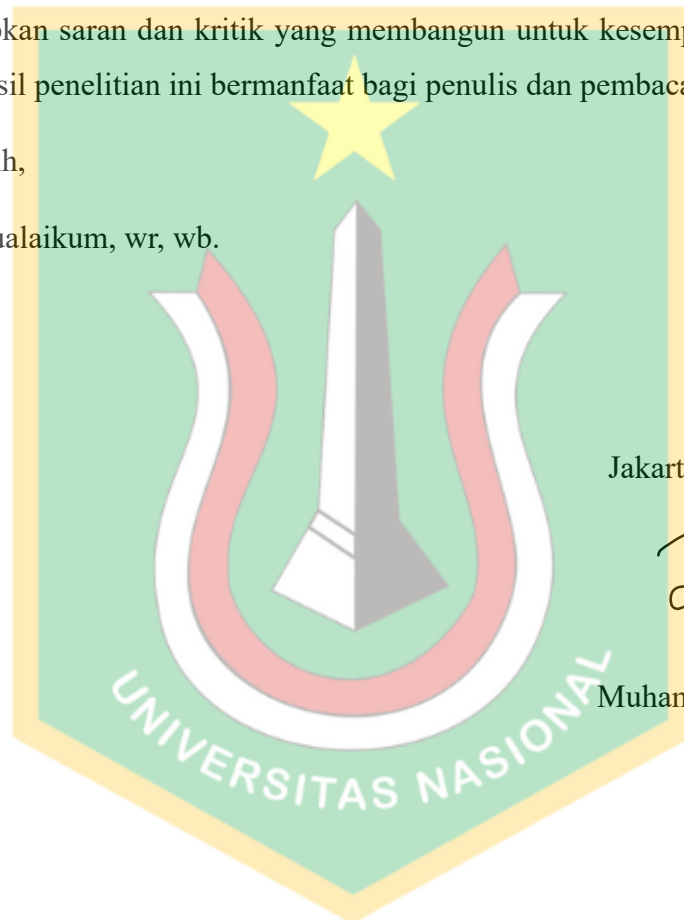 kan saran dan kritik yang membangun untuk kesemp
sil penelitian ini bermanfaat bagi penulis dan pembaca
h,
ualaikum, wr, wb.
Jakart
Muham
UNIVERSITAS NASIONAL